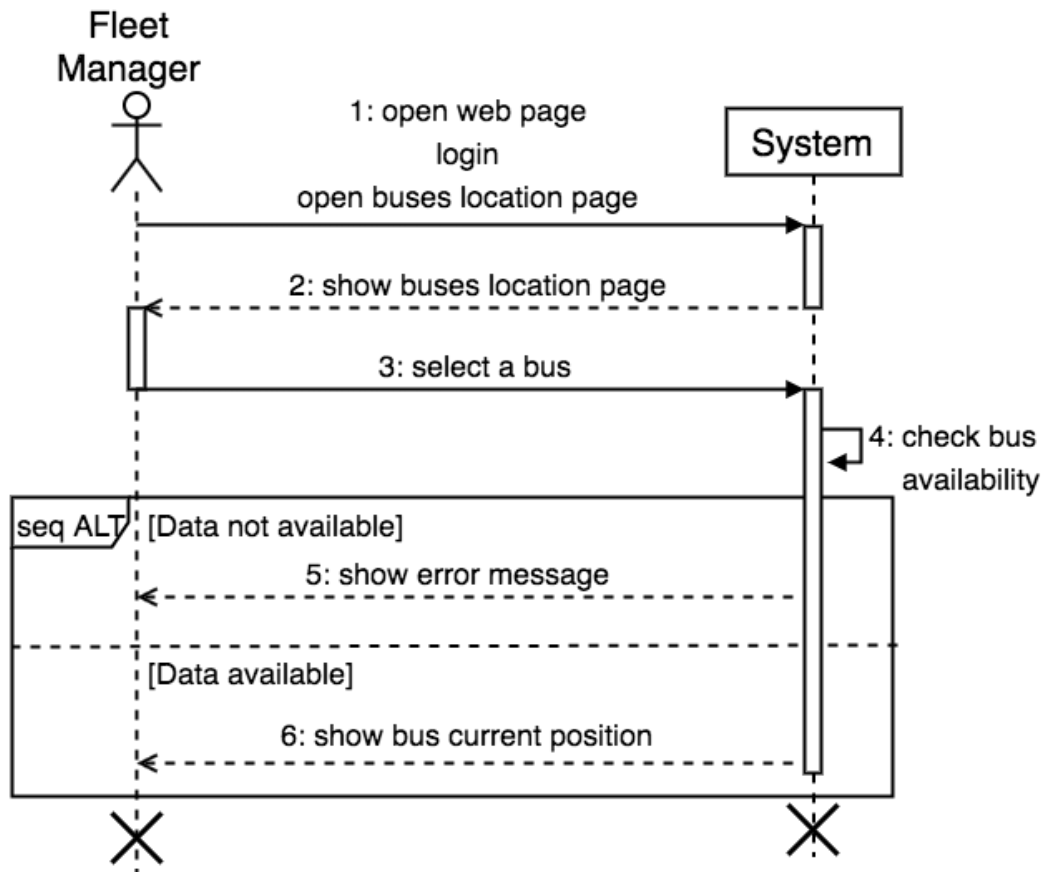 Fleet
Manager
1: open web page
login
open buses location page
System
2: show buses location page
3: select a bus
4: check bus
availability
seq ALT
[Data not available]
5: show error message
[Data available]
6: show bus current position